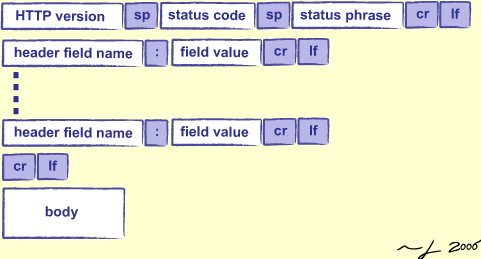 HTTP version sp status code sp status phrase cr lf
header field name : field value cr lf
header field name : field value cr lf
cr lf
body
2000